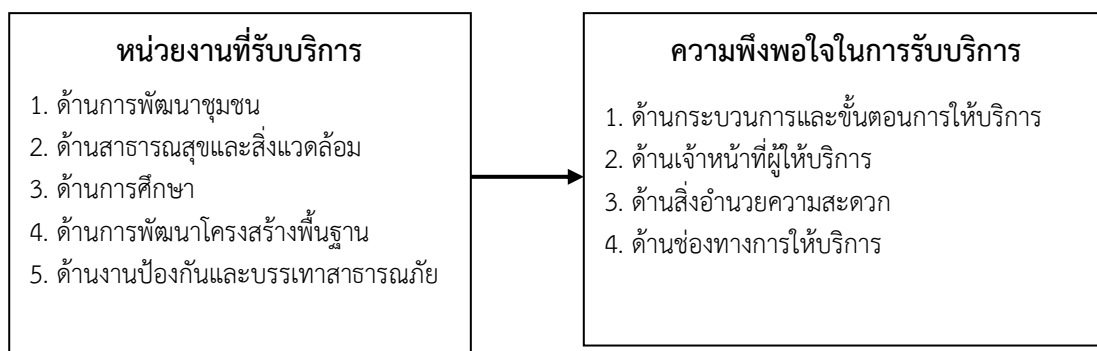 หน่วยงานที่รับบริการ
1. ด้านการพัฒนาชุมชน
2. ด้านสาธารณสุขและสิ่งแวดล้อม
3. ด้านการศึกษา
4. ด้านการพัฒนาโครงสร้างพื้นฐาน
5. ด้านงานป้องกันและบรรเทาสาธารณภัย
ความพึงพอใจในการรับบริการ
1. ด้านกระบวนการและขั้นตอนการให้บริการ
2. ด้านเจ้าหน้าที่ผู้ให้บริการ
3. ด้านสิ่งอำนวยความสะดวก
4. ด้านช่องทางการให้บริการ